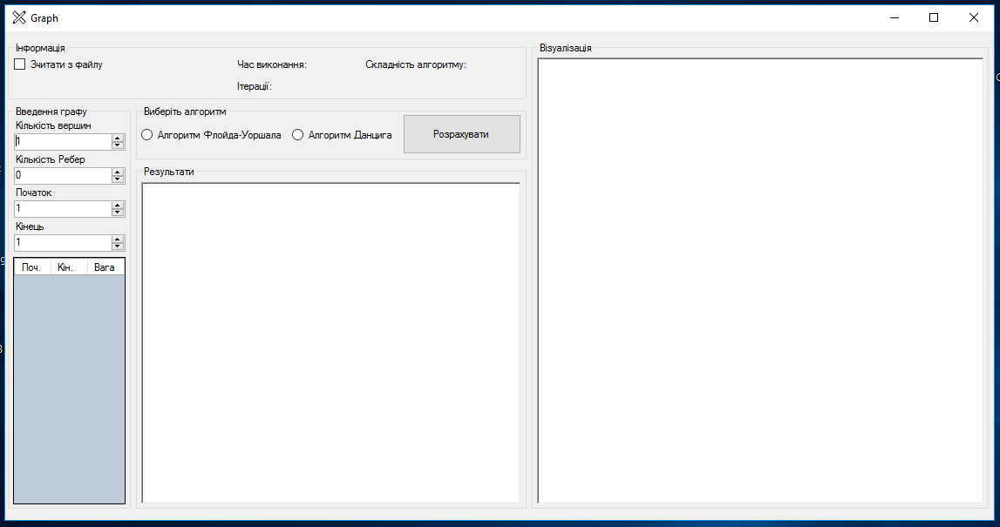 Graph
Інформація
Зчитати з файлу
Час виконання:
Складність алгоритму:
Ітерації:
Введення графу
Кількість вершин
1
Кількість Ребер
0
Початок
1
Кінець
1
Поч. Кін. Вага
Виберіть алгоритм
Алгоритм Флойда-Уоршала
Алгоритм Данцига
Розрахувати
Результати
Візуалізація